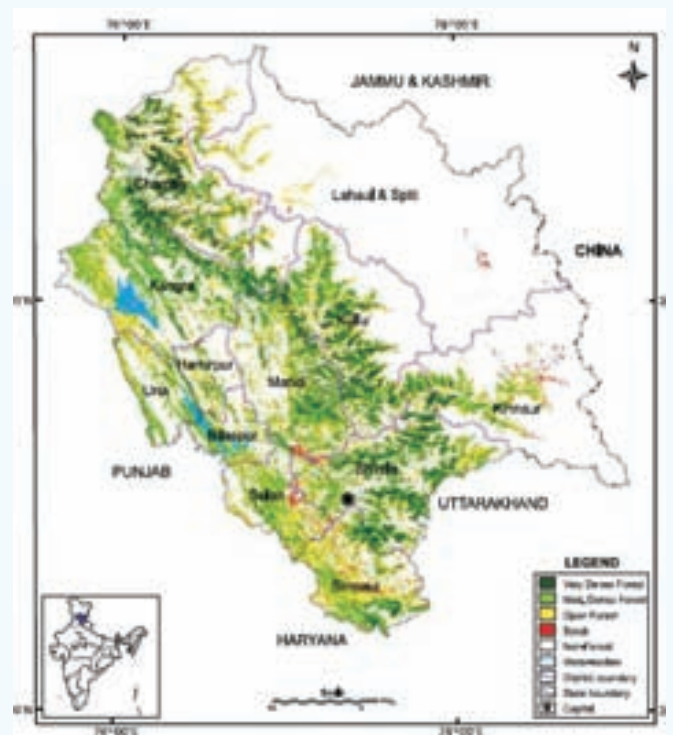 N
JAMMU & KASHMIR
Chamba
Lahaul & Spiti
CHINA
Kangra
Kullu
Hamirpur
Una
Mandi
Kinnaur
Bilaspur
PUNJAB
Shimla
Solan
UTTARAKHAND
Sirmaur
HARYANA
LEGEND
Very Dense Forest
Mod. Dense Forest
Open Forest
Scrub
Non-Forest
Waterbodies
District boundary
State boundary
Capital